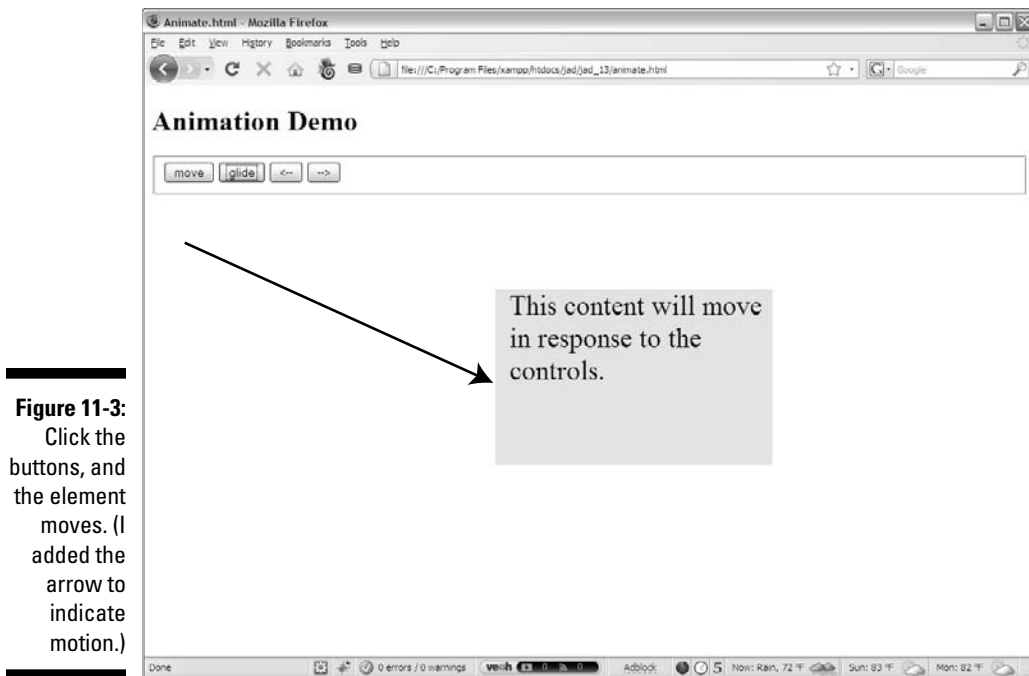 Animate.html - Mozilla Firefox
File Edit View History Bookmarks Tools Help
file:///C:/Program Files/xampp/htdocs/jad/jad_13/animate.html
G Google
Animation Demo
move glide <-- -->
This content will move
in response to the
controls.
Figure 11-3:
Click the
buttons, and
the element
moves. (I
added the
arrow to
indicate
motion.)
Done 0 errors / 0 warnings veoh 0 0 Adblock 5 Now: Rain, 72 °F Sun: 83 °F Mon: 82 °F